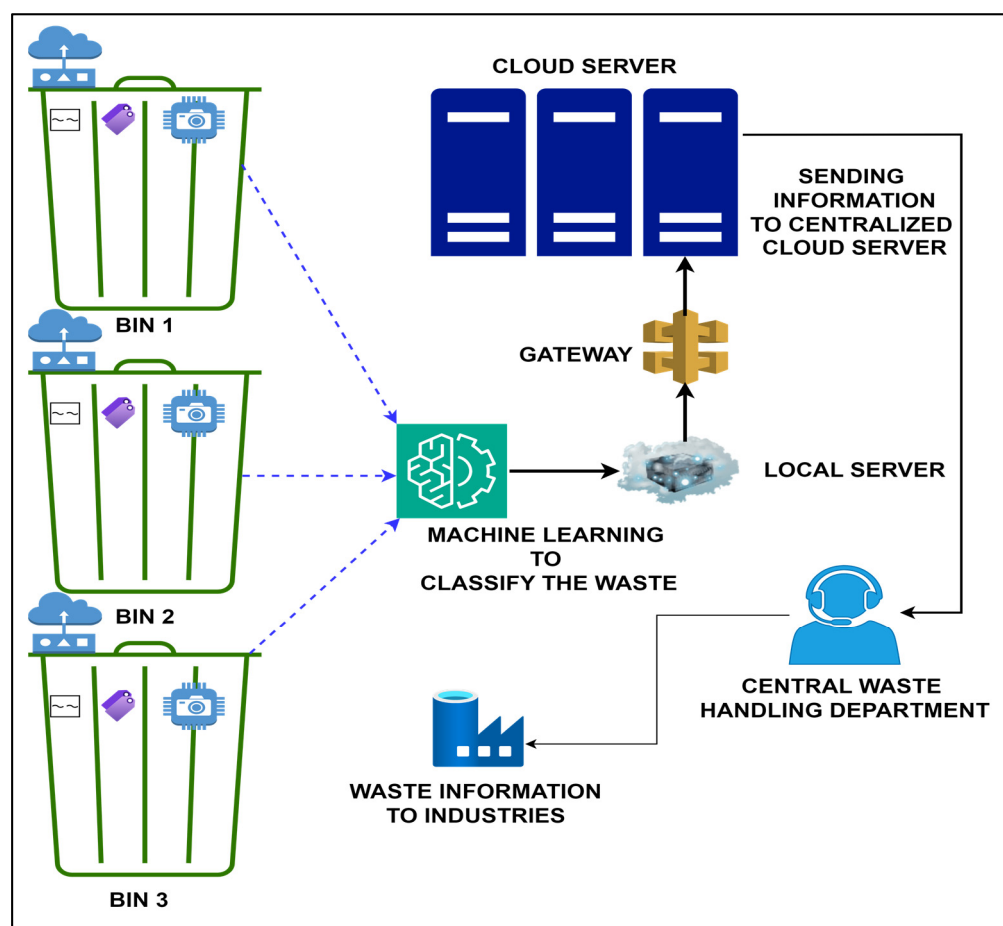 CLOUD SERVER
SENDING
INFORMATION
TO CENTRALIZED
CLOUD SERVER
BIN 1
GATEWAY
LOCAL SERVER
MACHINE LEARNING
TO
CLASSIFY THE WASTE
BIN 2
CENTRAL WASTE
HANDLING DEPARTMENT
WASTE INFORMATION
TO INDUSTRIES
BIN 3